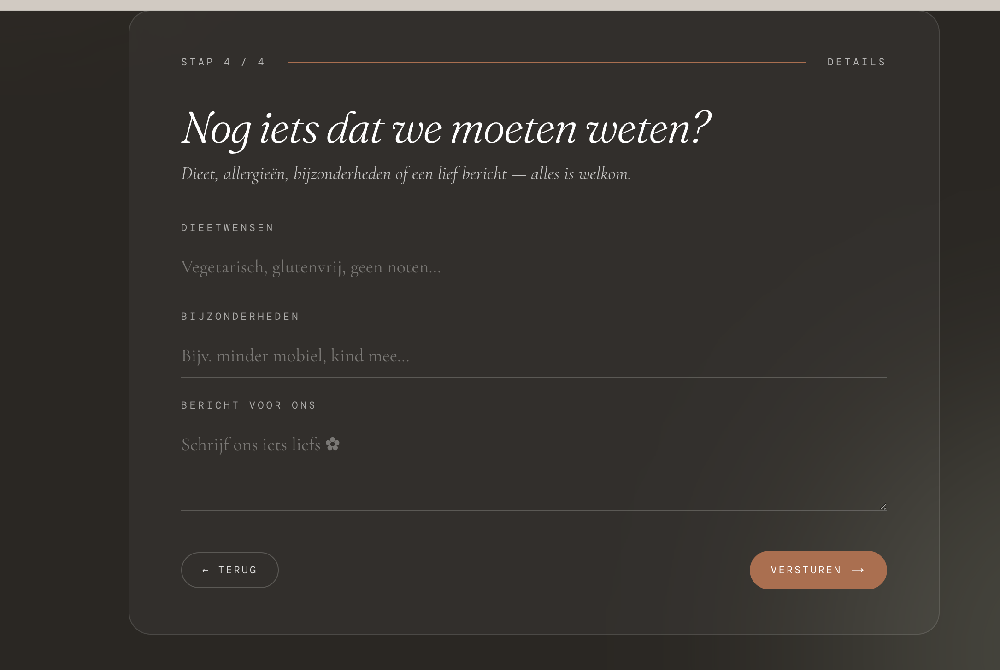 STAP 4 / 4
DETAILS
Nog iets dat we moeten weten?
Dieet, allergieën, bijzonderheden of een lief bericht — alles is welkom.
DIEETWENSEN
Vegetarisch, glutenvrij, geen noten...
BIJZONDERHEDEN
Bijv. minder mobiel, kind mee...
BERICHT VOOR ONS
Schrijf ons iets liefs ✿
← TERUG
VERSTUREN →